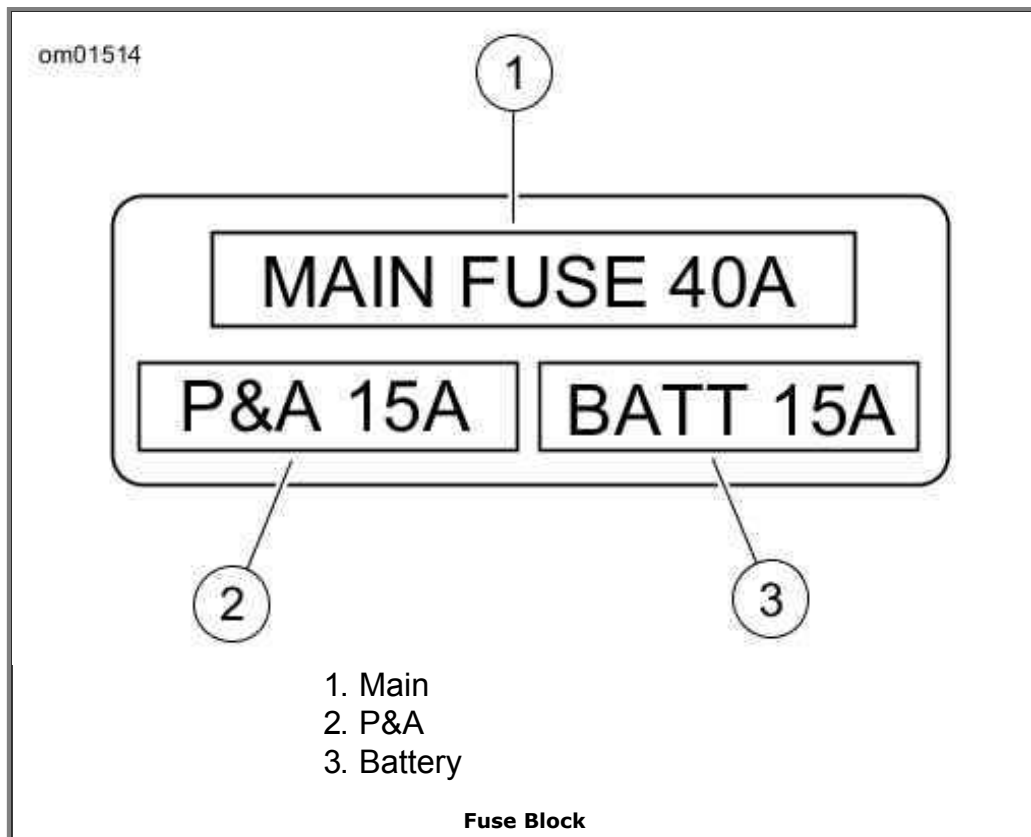 om01514
1
MAIN FUSE 40A
P&A 15A BATT 15A
2 3
1. Main
2. P&A
3. Battery
Fuse Block